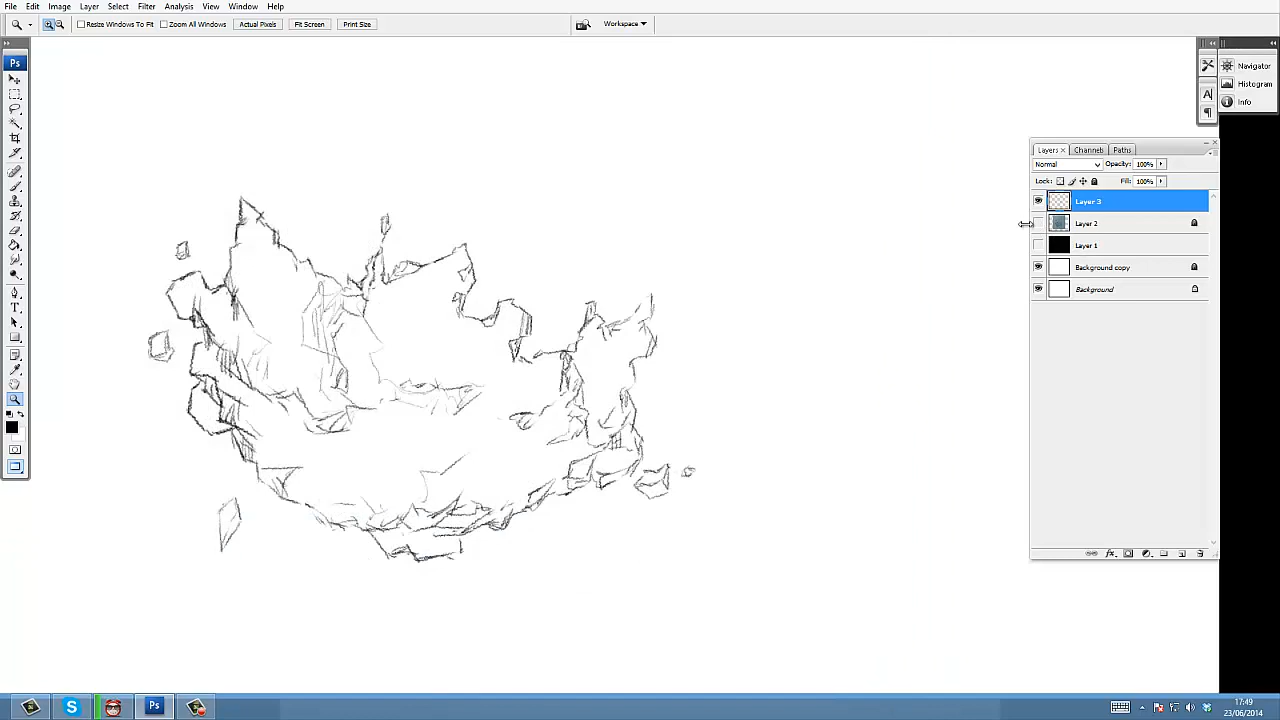 File Edit Image Layer Select Filter Analysis View Window Help
Resize Windows To Fit Zoom All Windows Actual Pixels Fit Screen Print Size Workspace
Ps
Navigator
Histogram
Info
Layers Channels Paths
Normal Opacity: 100%
Lock: Fill: 100%
Layer 3
Layer 2
Layer 1
Background copy
Background
17:49
23/06/2014